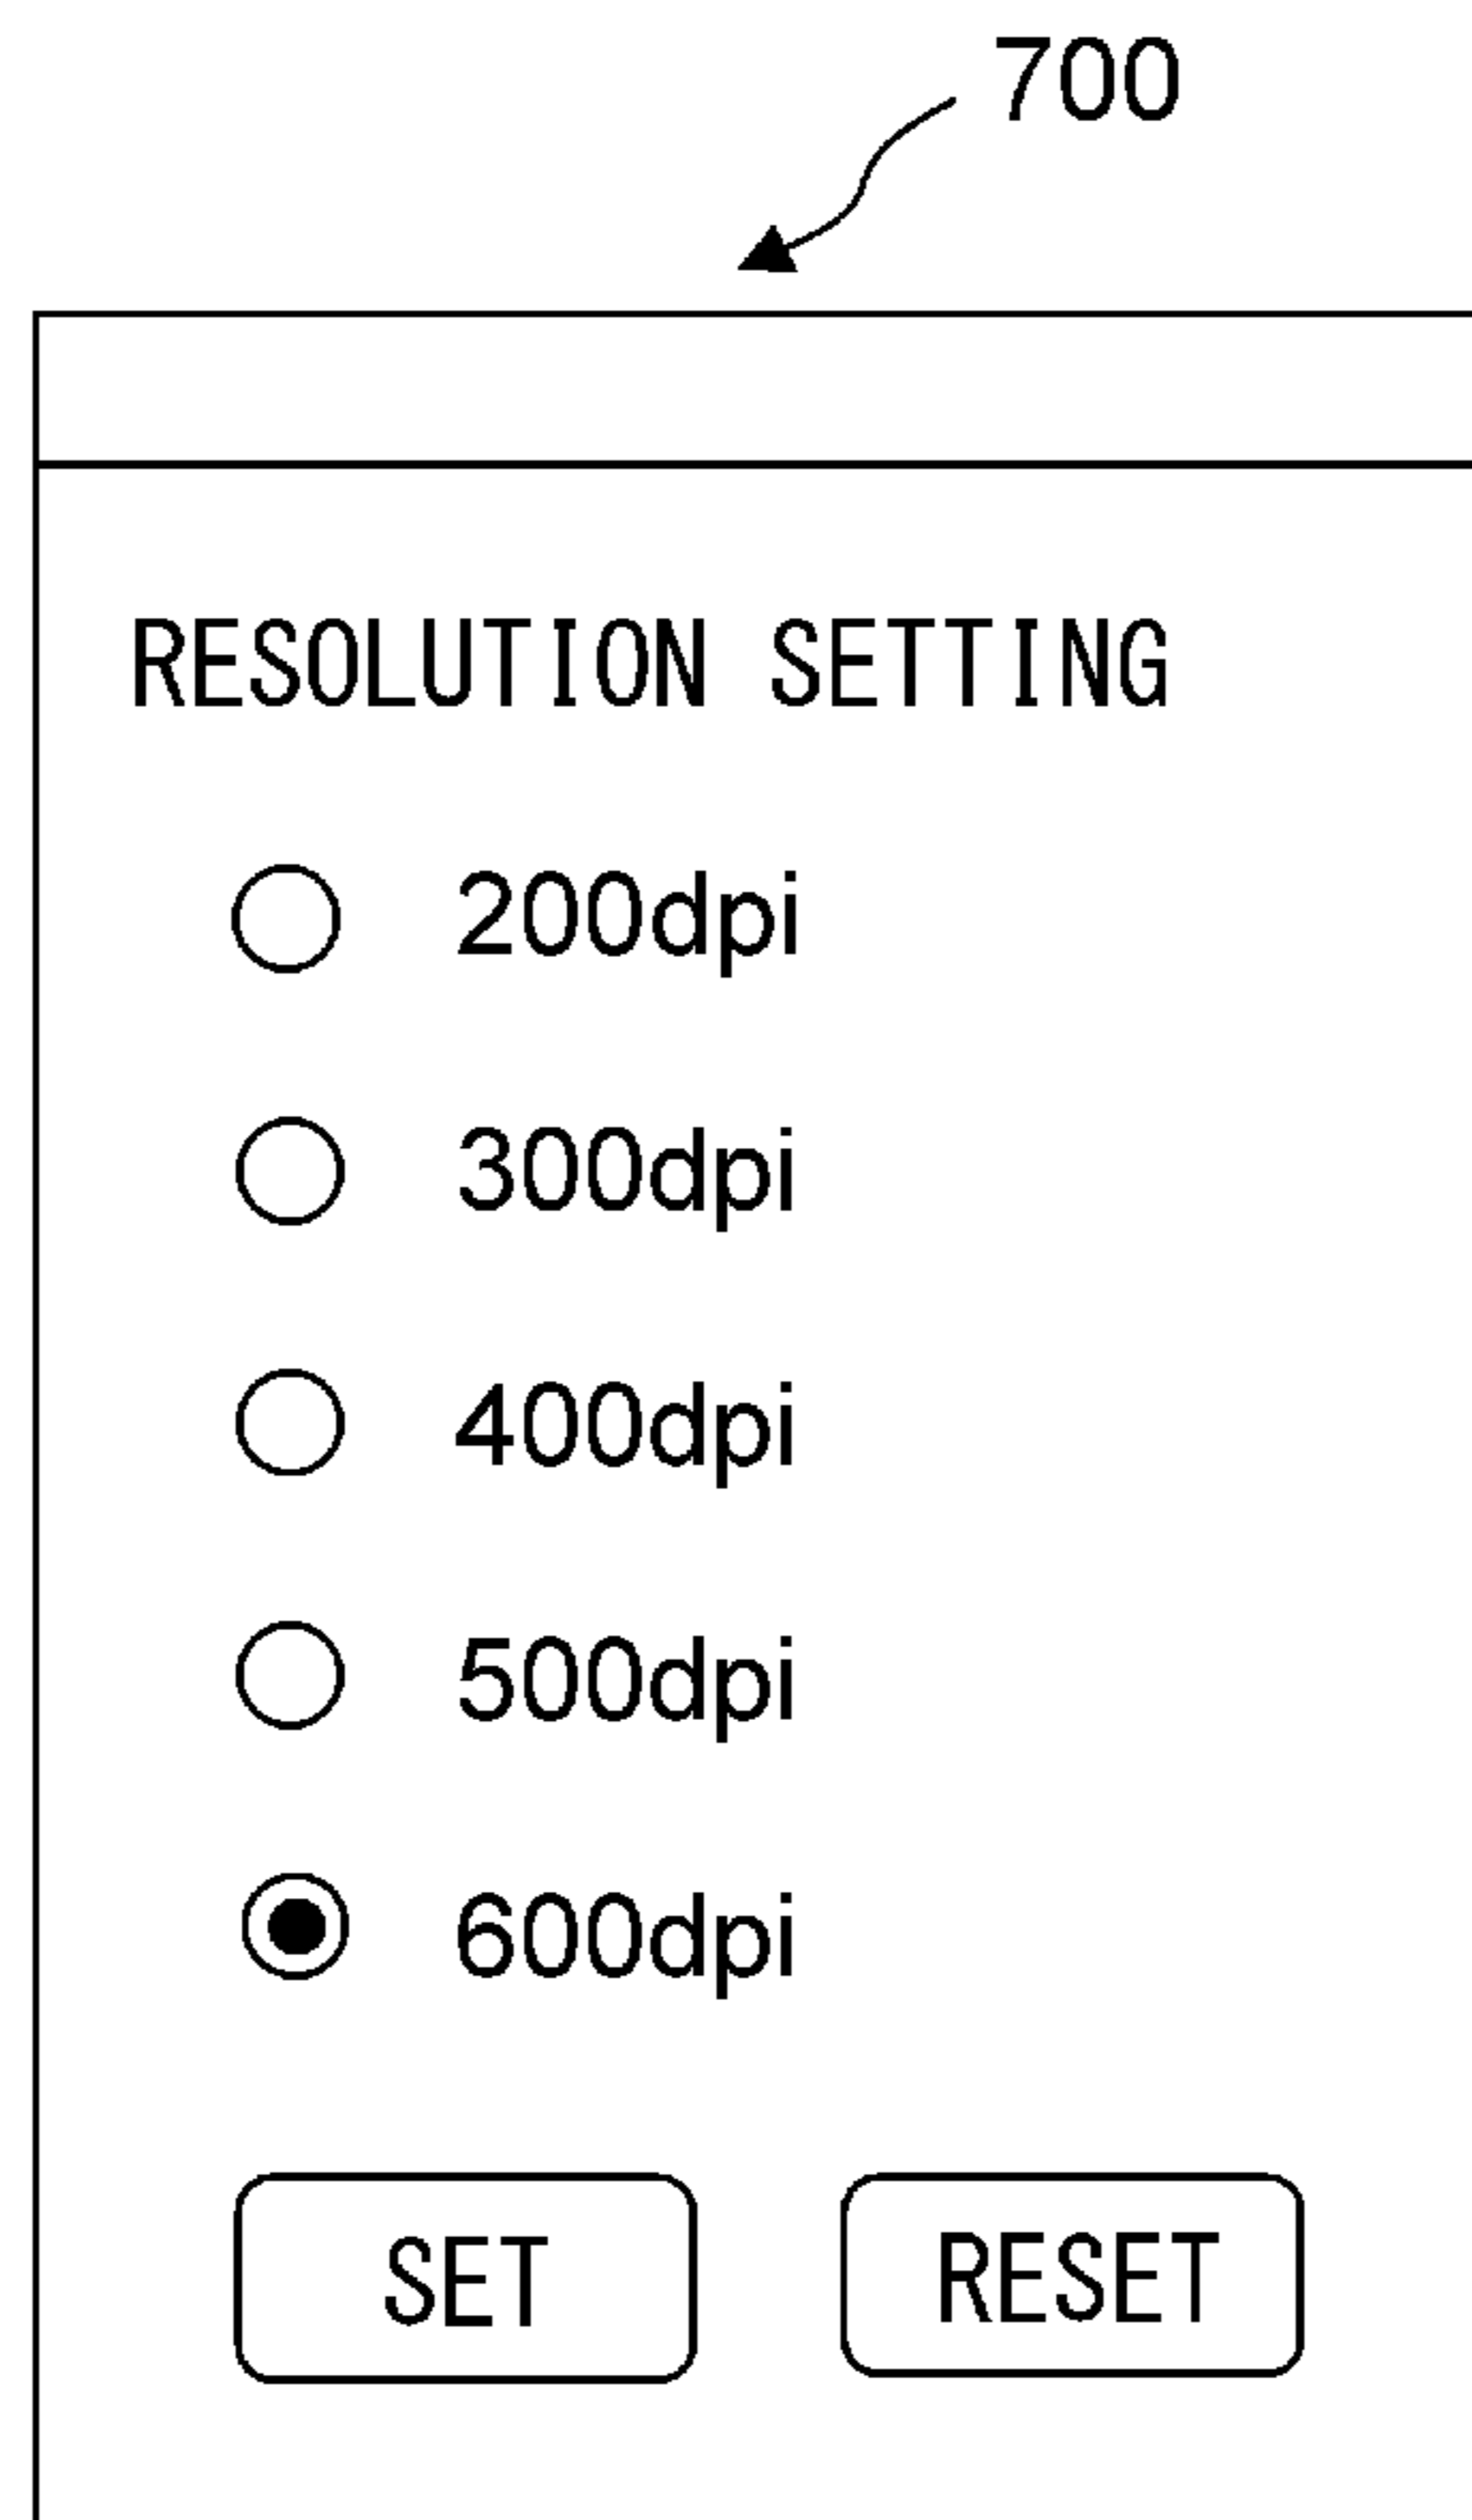 700
RESOLUTION SETTING
200dpi
300dpi
400dpi
500dpi
600dpi
SET RESET